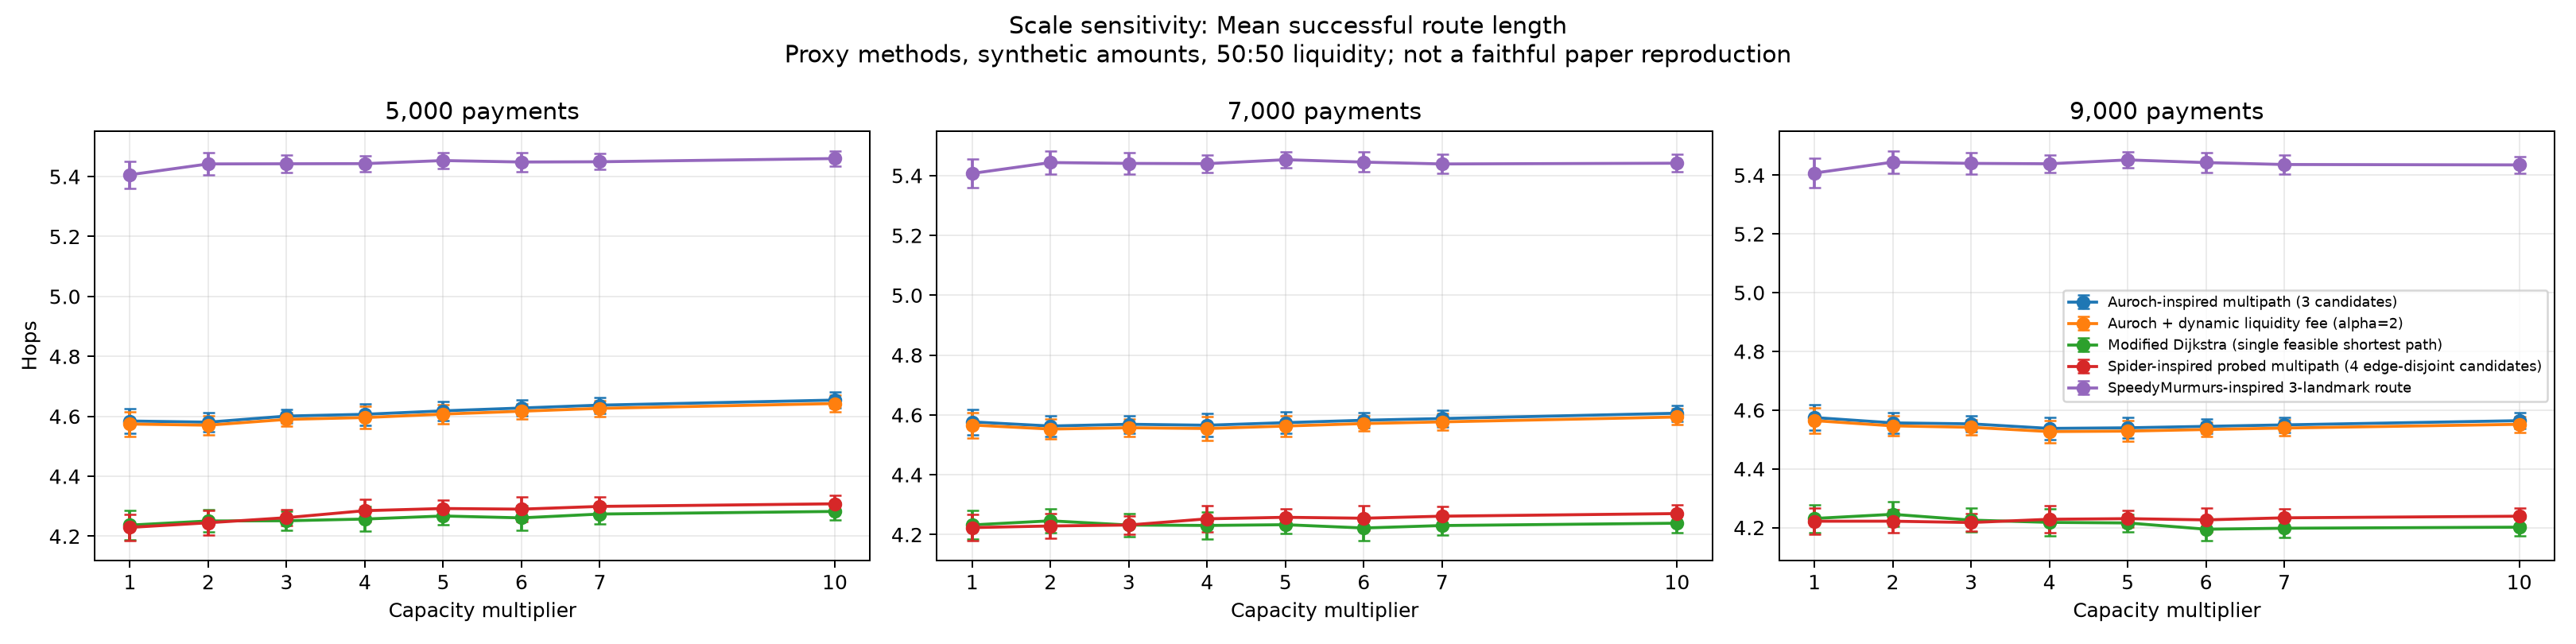 Scale sensitivity: Mean successful route length
Proxy methods, synthetic amounts, 50:50 liquidity; not a faithful paper reproduction
5,000 payments
Hops
5.4
5.2
5.0
4.8
4.6
4.4
4.2
1 2 3 4 5 6 7 10
Capacity multiplier
7,000 payments
5.4
5.2
5.0
4.8
4.6
4.4
4.2
1 2 3 4 5 6 7 10
Capacity multiplier
9,000 payments
5.4
5.2
5.0
4.8
4.6
4.4
4.2
Auroch-inspired multipath (3 candidates)
Auroch + dynamic liquidity fee (alpha=2)
Modified Dijkstra (single feasible shortest path)
Spider-inspired probed multipath (4 edge-disjoint candidates)
SpeedyMurmurs-inspired 3-landmark route
1 2 3 4 5 6 7 10
Capacity multiplier